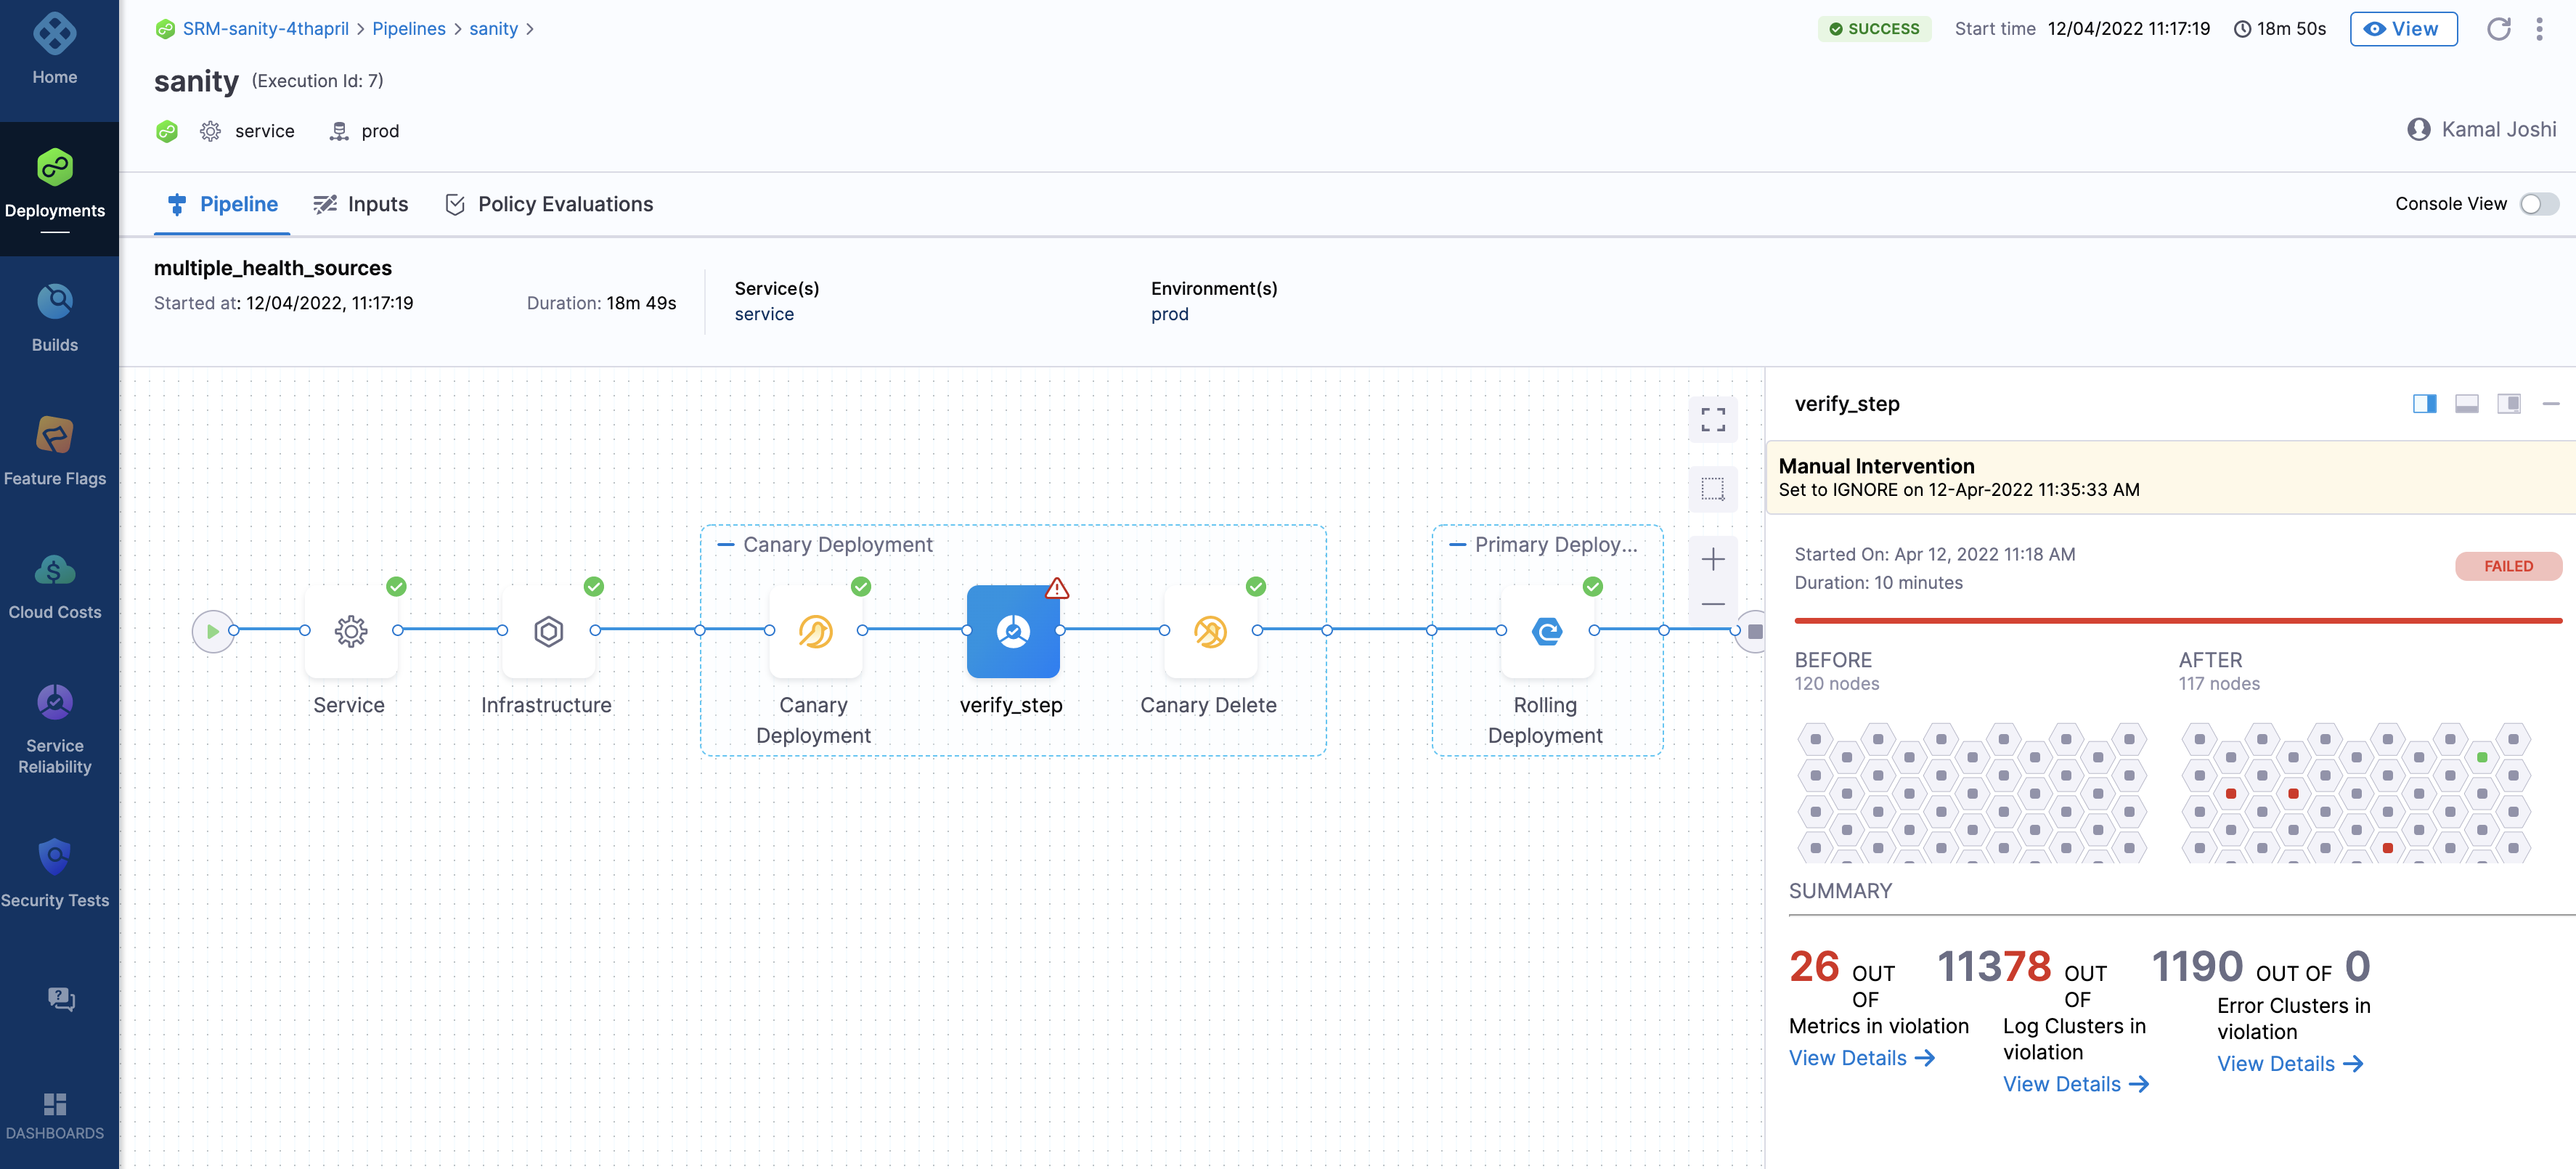 Home
Deployments
Builds
Feature Flags
Cloud Costs
Service
Reliability
Security Tests
DASHBOARDS
SRM-sanity-4thapril > Pipelines > sanity >
SUCCESS Start time 12/04/2022 11:17:19 18m 50s View
sanity (Execution Id: 7)
service prod
Kamal Joshi
Pipeline Inputs Policy Evaluations
Console View
multiple_health_sources
Started at: 12/04/2022, 11:17:19 Duration: 18m 49s
Service(s)
service
Environment(s)
prod
Canary Deployment
Primary Deploy...
Service
Infrastructure
Canary
Deployment
verify_step
Canary Delete
Rolling
Deployment
verify_step
Manual Intervention
Set to IGNORE on 12-Apr-2022 11:35:33 AM
Started On: Apr 12, 2022 11:18 AM
Duration: 10 minutes
FAILED
BEFORE
120 nodes
AFTER
117 nodes
SUMMARY
26 OUT OF 113
Metrics in violation
View Details →
78 OUT OF 1190
Log Clusters in
violation
View Details →
0 OUT OF 0
Error Clusters in
violation
View Details →